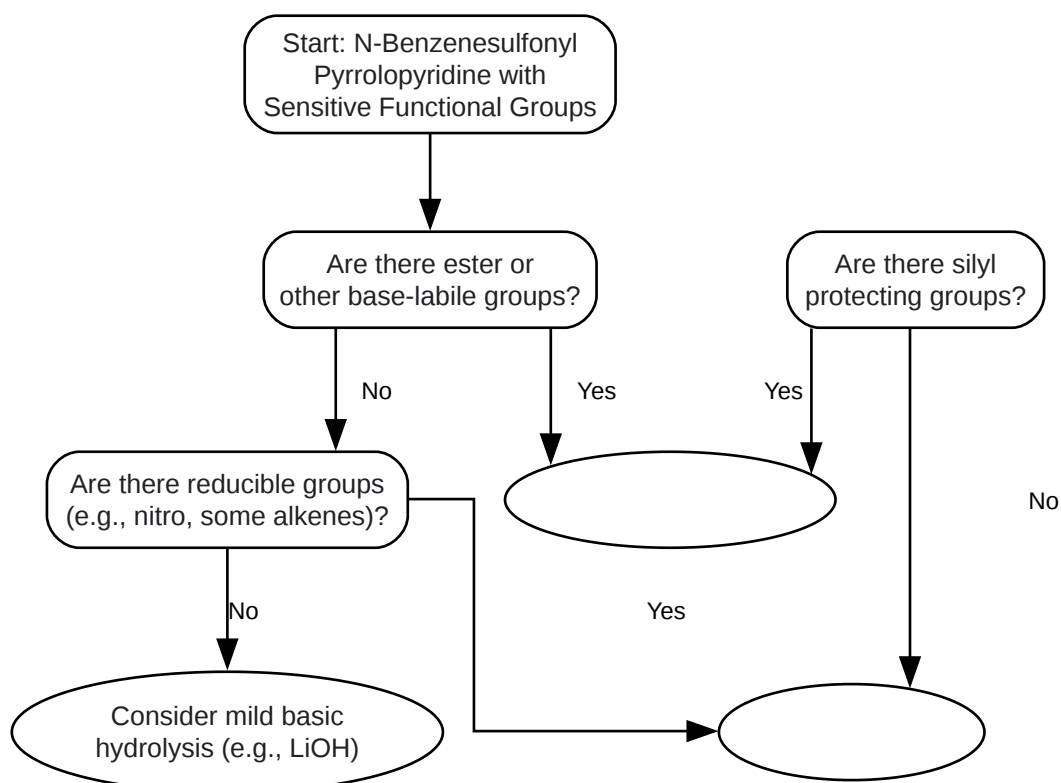 Start: N-Benzenesulfonyl
Pyrrolopyridine with
Sensitive Functional Groups
Are there ester or
other base-labile groups?
Are there silyl
protecting groups?
No
Yes
Yes
Are there reducible groups
(e.g., nitro, some alkenes)?
No
No
Yes
Consider mild basic
hydrolysis (e.g., LiOH)